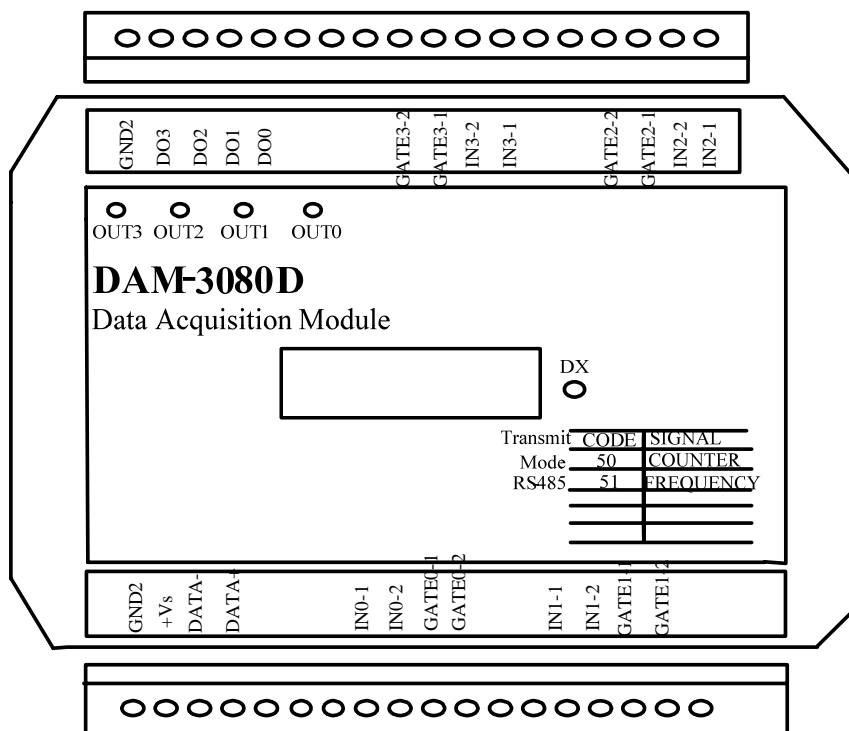 GND2 DO3 DO2 DO1 DO0 GATE3-2 GATE3-1 IN3-2 IN3-1 GATE2-2 GATE2-1 IN2-2 IN2-1
OUT3 OUT2 OUT1 OUT0
DAM-3080D
Data Acquisition Module
DX
Transmit CODE SIGNAL
Mode 50 COUNTER
RS485 51 FREQUENCY
GND2 +Vs DATA- DATA+ IN0-1 IN0-2 GATE0-1 GATE0-2 IN1-1 IN1-2 GATE1-1 GATE1-2